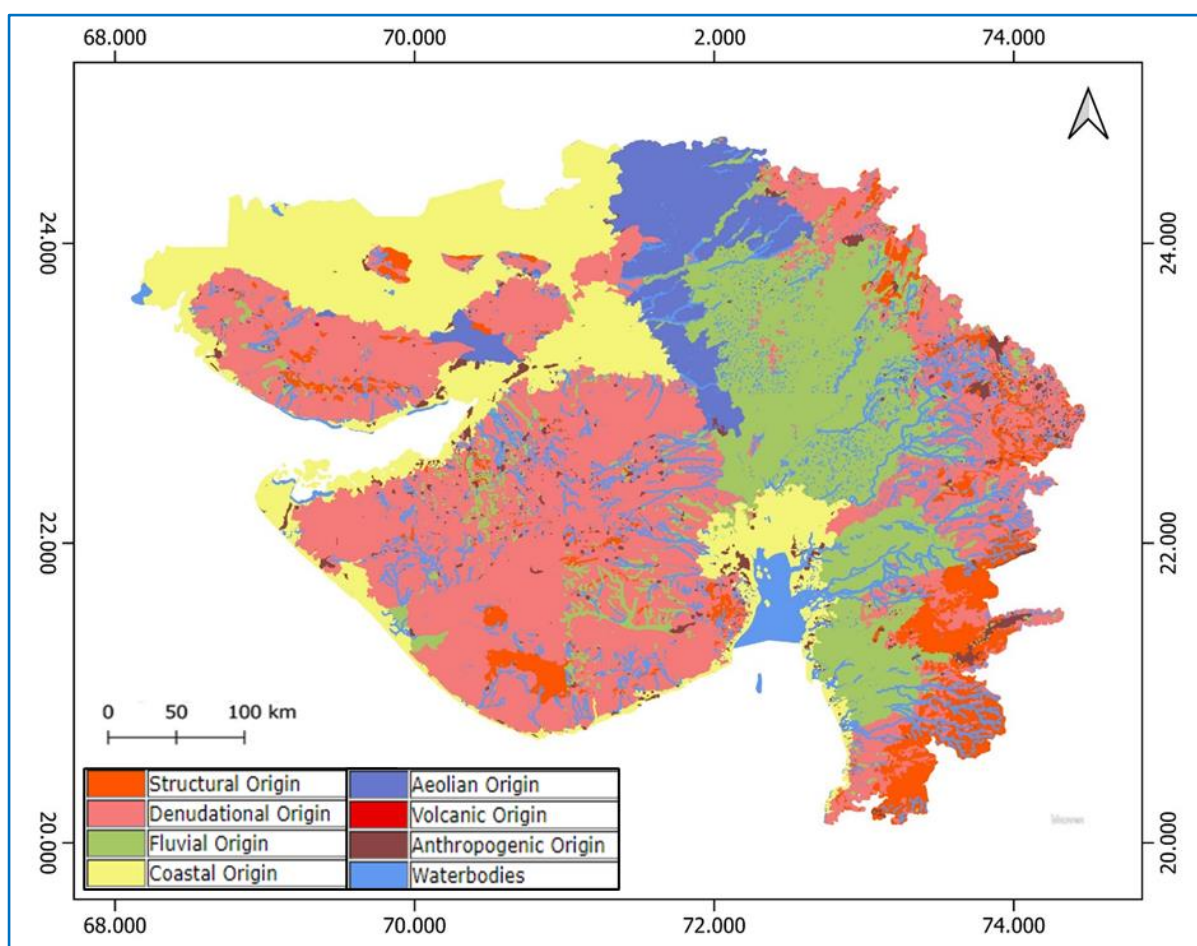 68.000 70.000 2.000 74.000
24.000 24.000
22.000 22.000
0 50 100 km
Structural Origin Aeolian Origin
Denudational Origin Volcanic Origin
Fluvial Origin Anthropogenic Origin
Coastal Origin Waterbodies
20.000 20.000
68.000 70.000 72.000 74.000